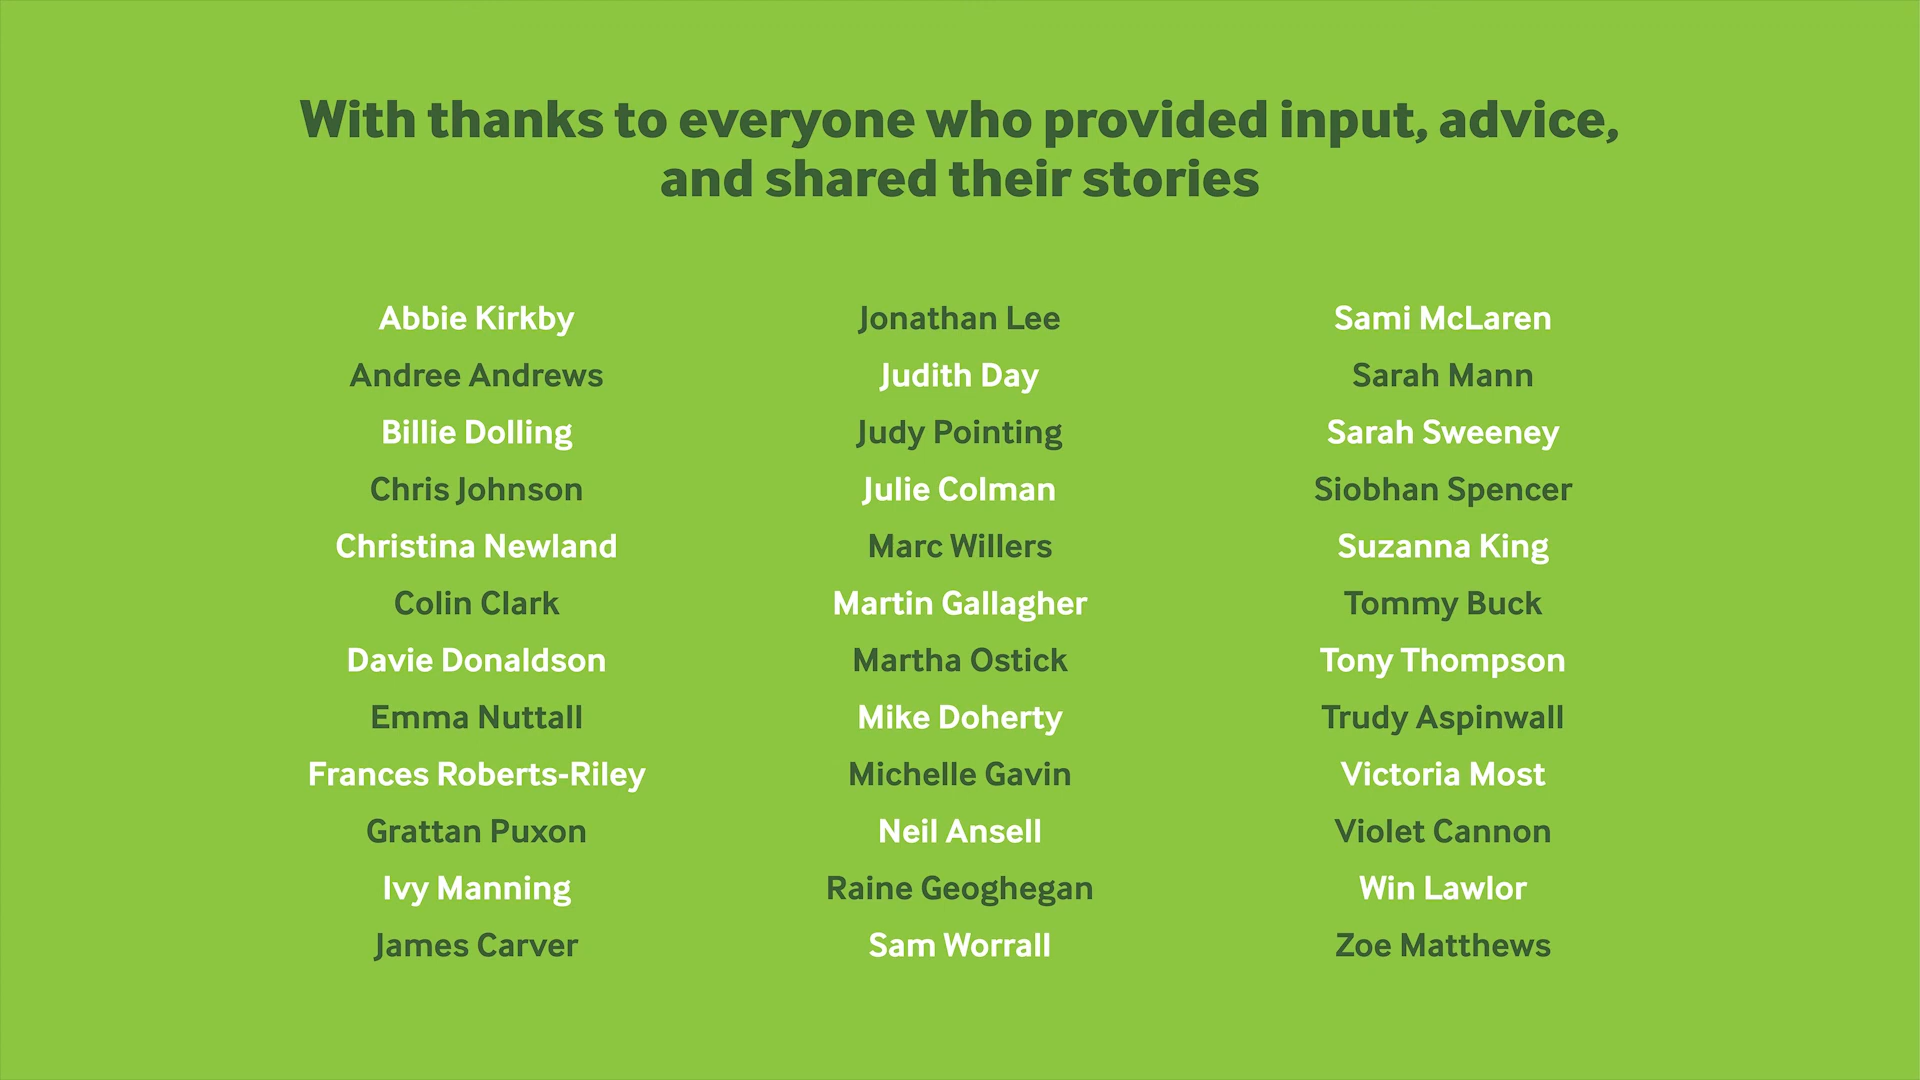 With thanks to everyone who provided input, advice,
and shared their stories
Abbie Kirkby
Andree Andrews
Billie Dolling
Chris Johnson
Christina Newland
Colin Clark
Davie Donaldson
Emma Nuttall
Frances Roberts-Riley
Grattan Puxon
Ivy Manning
James Carver
Jonathan Lee
Judith Day
Judy Pointing
Julie Colman
Marc Willers
Martin Gallagher
Martha Ostick
Mike Doherty
Michelle Gavin
Neil Ansell
Raine Geoghegan
Sam Worrall
Sami McLaren
Sarah Mann
Sarah Sweeney
Siobhan Spencer
Suzanna King
Tommy Buck
Tony Thompson
Trudy Aspinwall
Victoria Most
Violet Cannon
Win Lawlor
Zoe Matthews